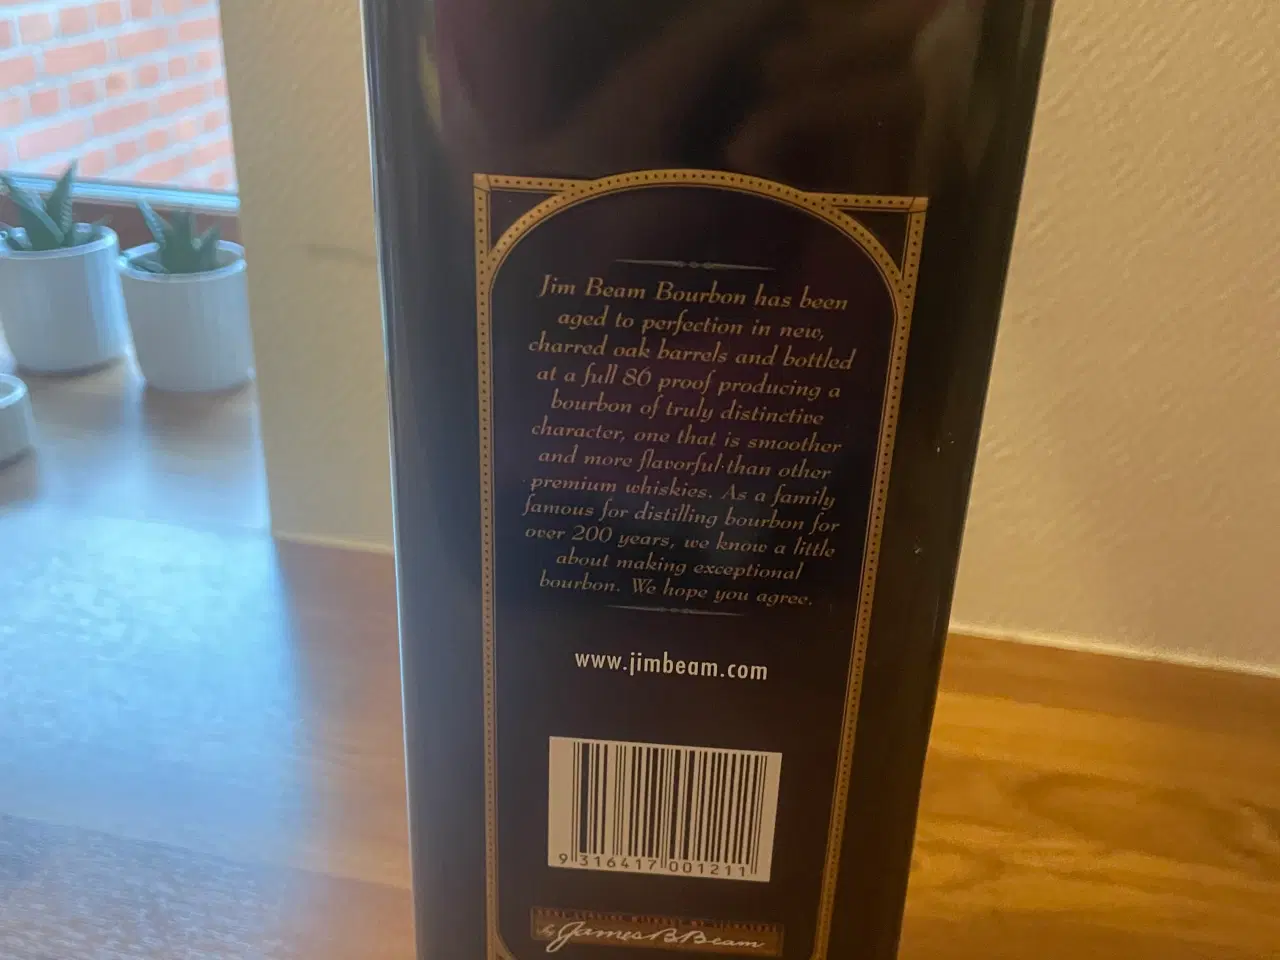 Jim Beam Bourbon has been
aged to perfection in new,
charred oak barrels and bottled
at a full 86 proof producing a
bourbon of truly distinctive
character, one that is smoother
and more flavorful than other
premium whiskies. As a family
famous for distilling bourbon for
over 200 years, we know a little
about making exceptional
bourbon. We hope you agree.
www.jimbeam.com
9 316417 001211
by James B Beam